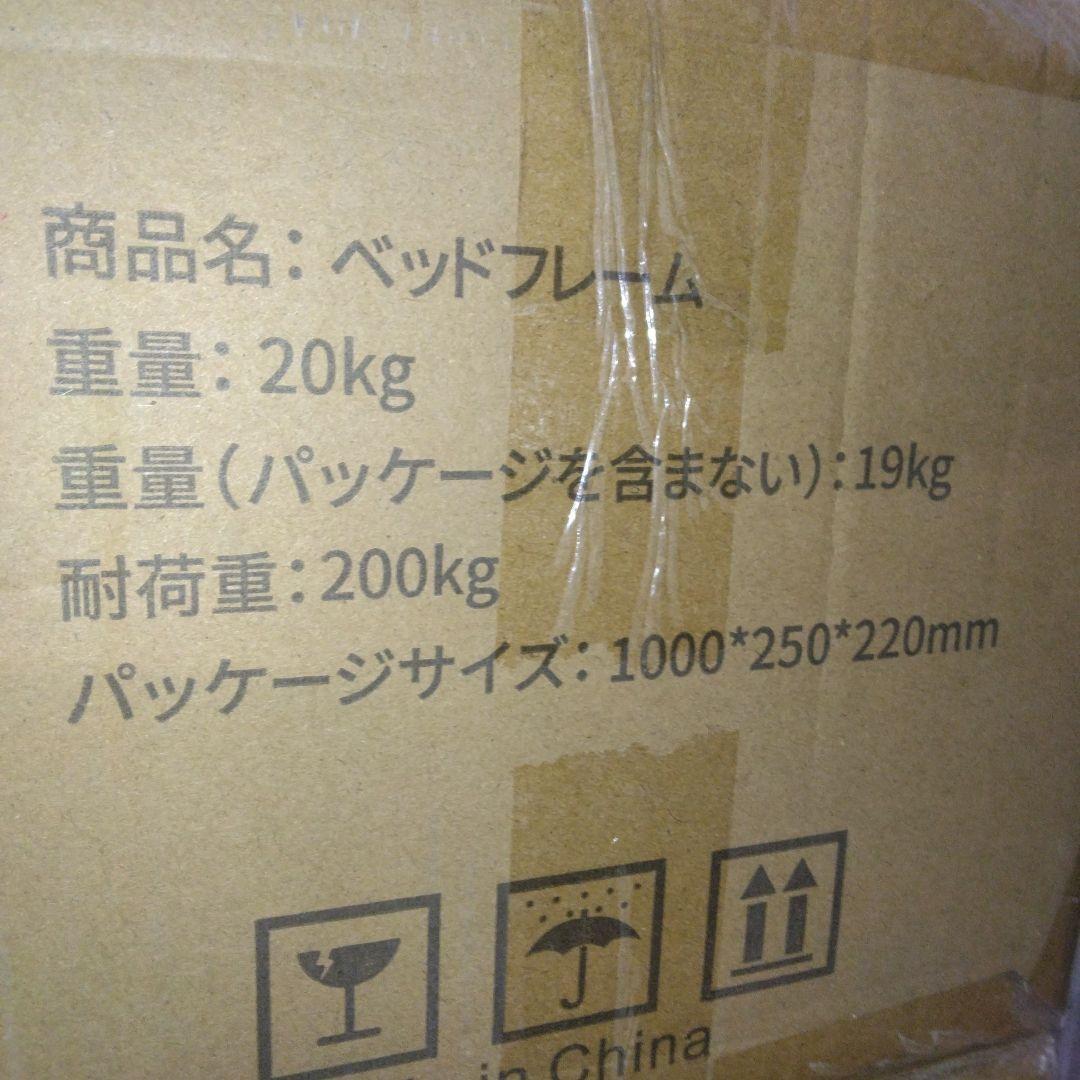 商品名：ベッドフレーム
重量：20kg
重量（パッケージを含まない）：19kg
耐荷重：200kg
パッケージサイズ：1000*250*220mm
in China